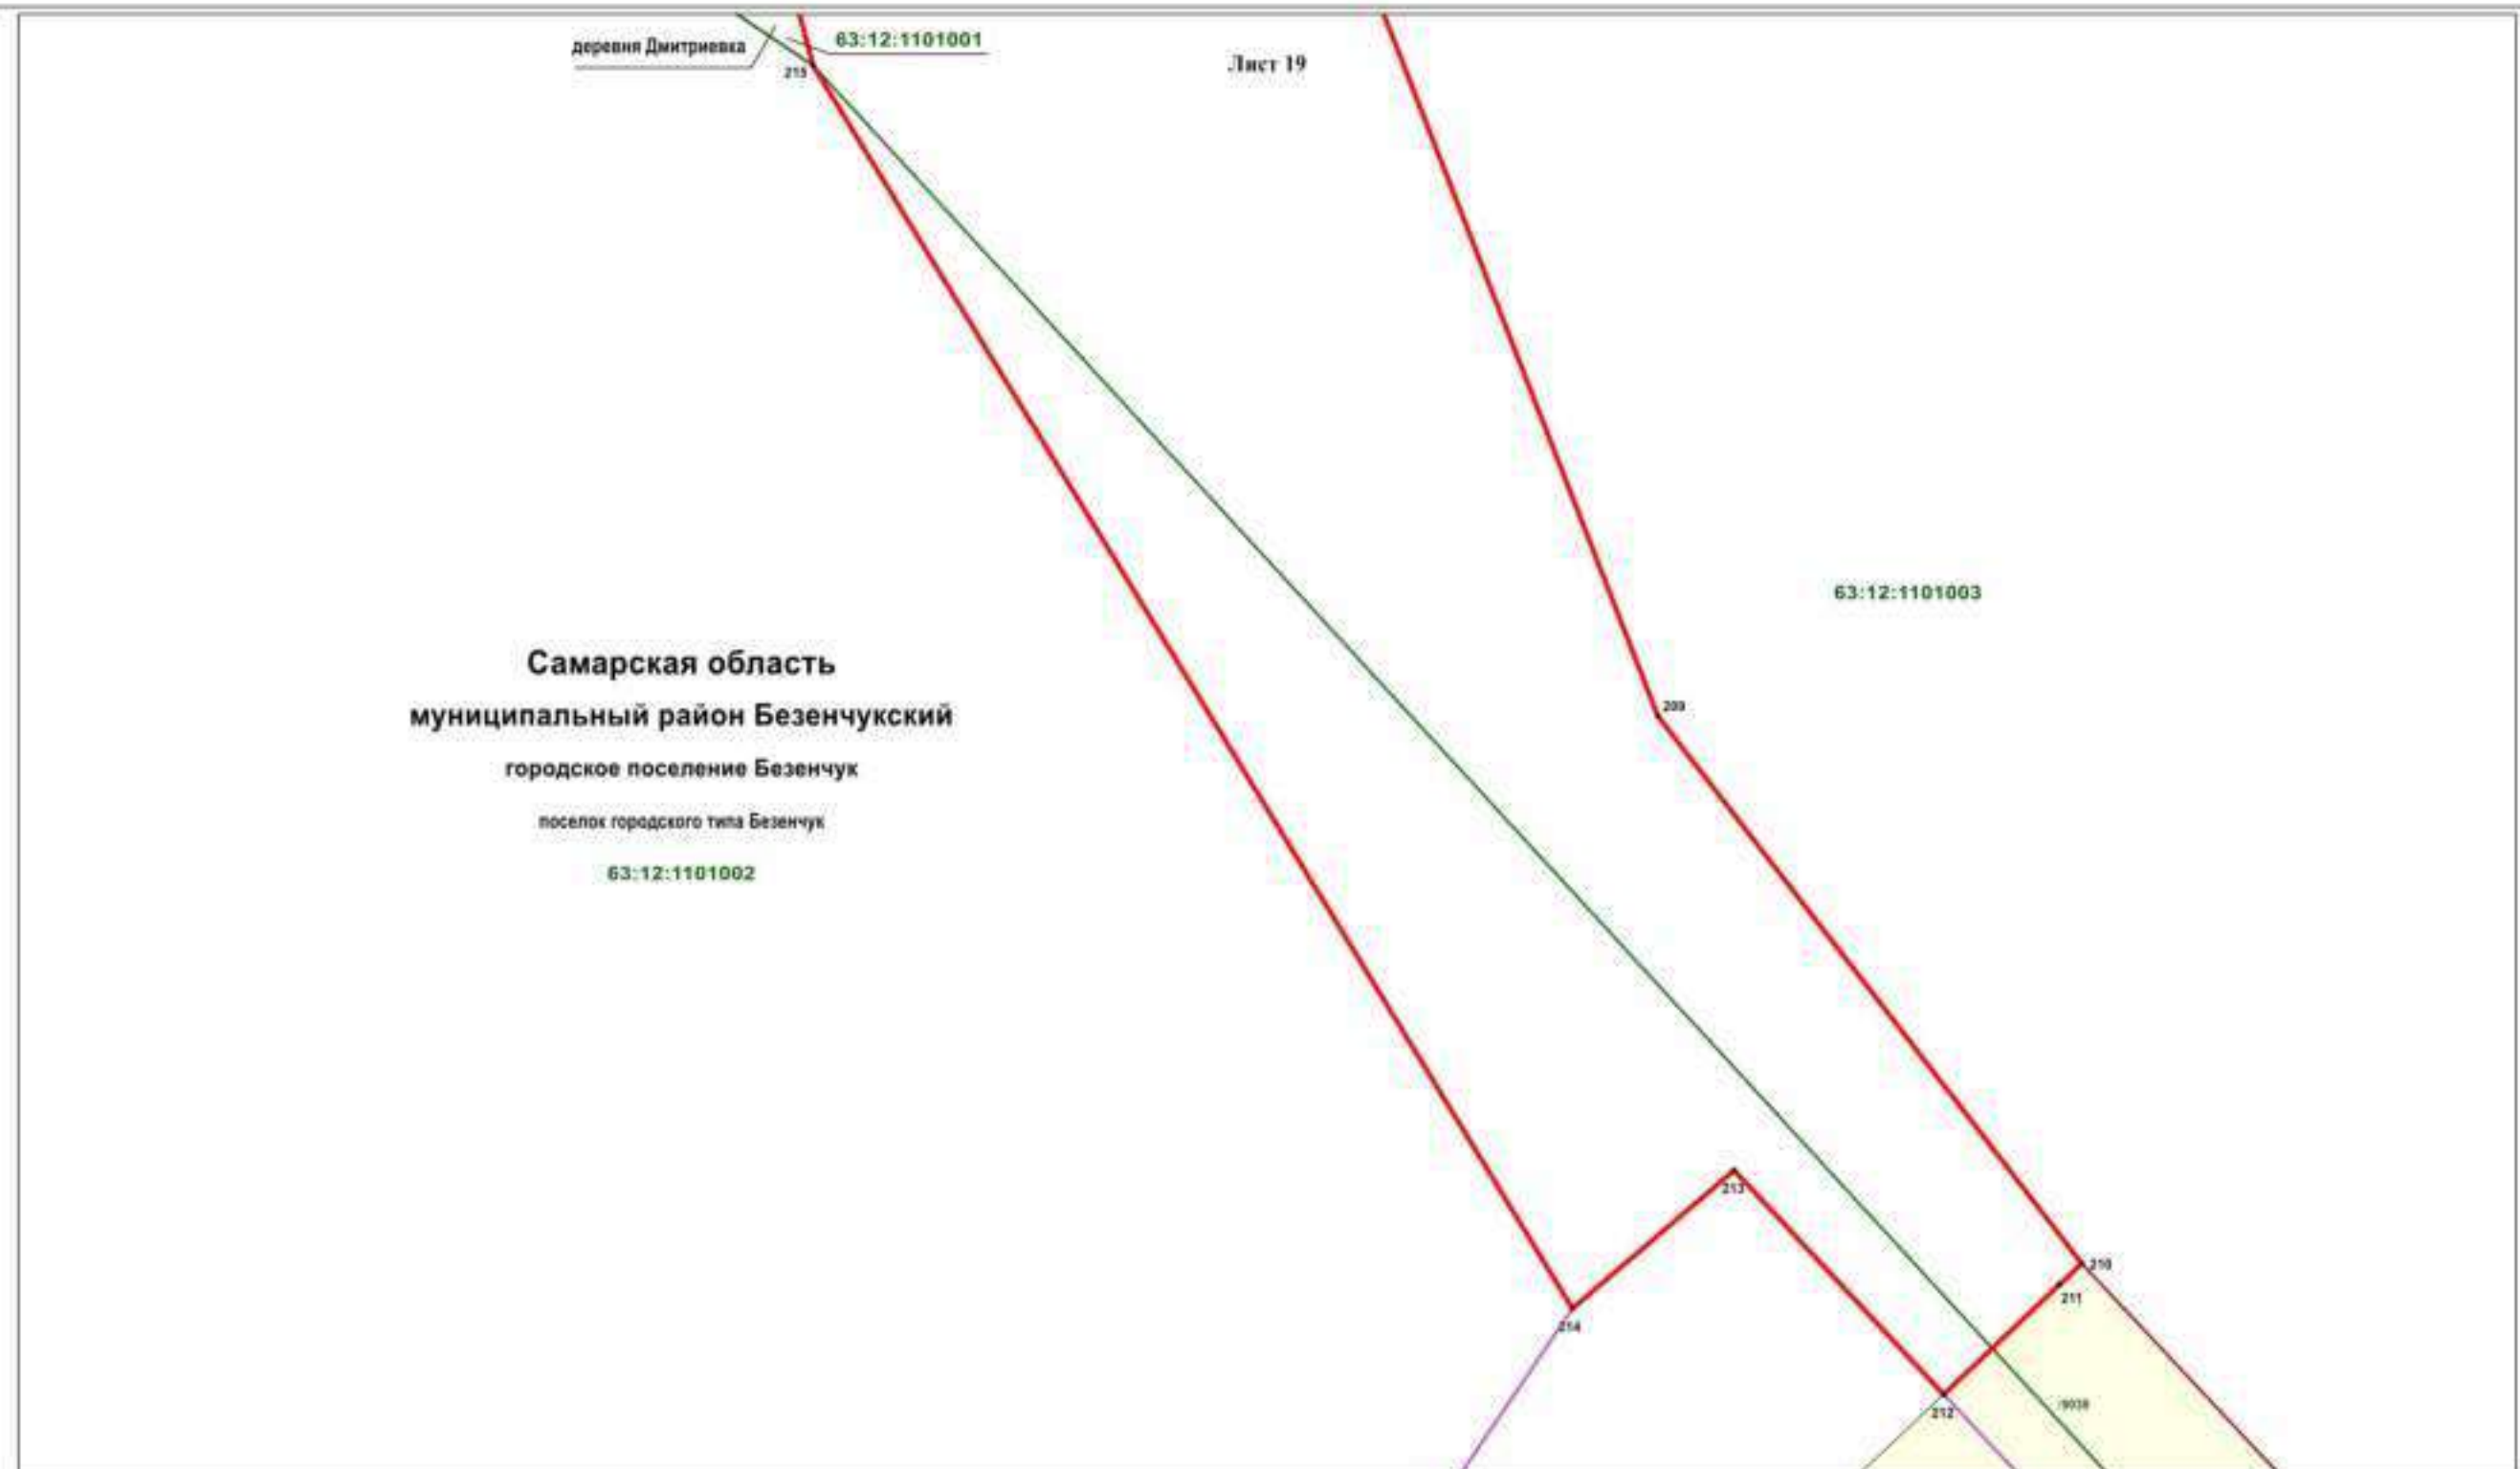 деревня Дмитриевка
63:12:1101001
215
Лист 19
63:12:1101003
Самарская область
209
муниципальный район Безенчукский
городское поселение Безенчук
поселок городского типа Безенчук
63:12:1101002
213
210
211
214
212